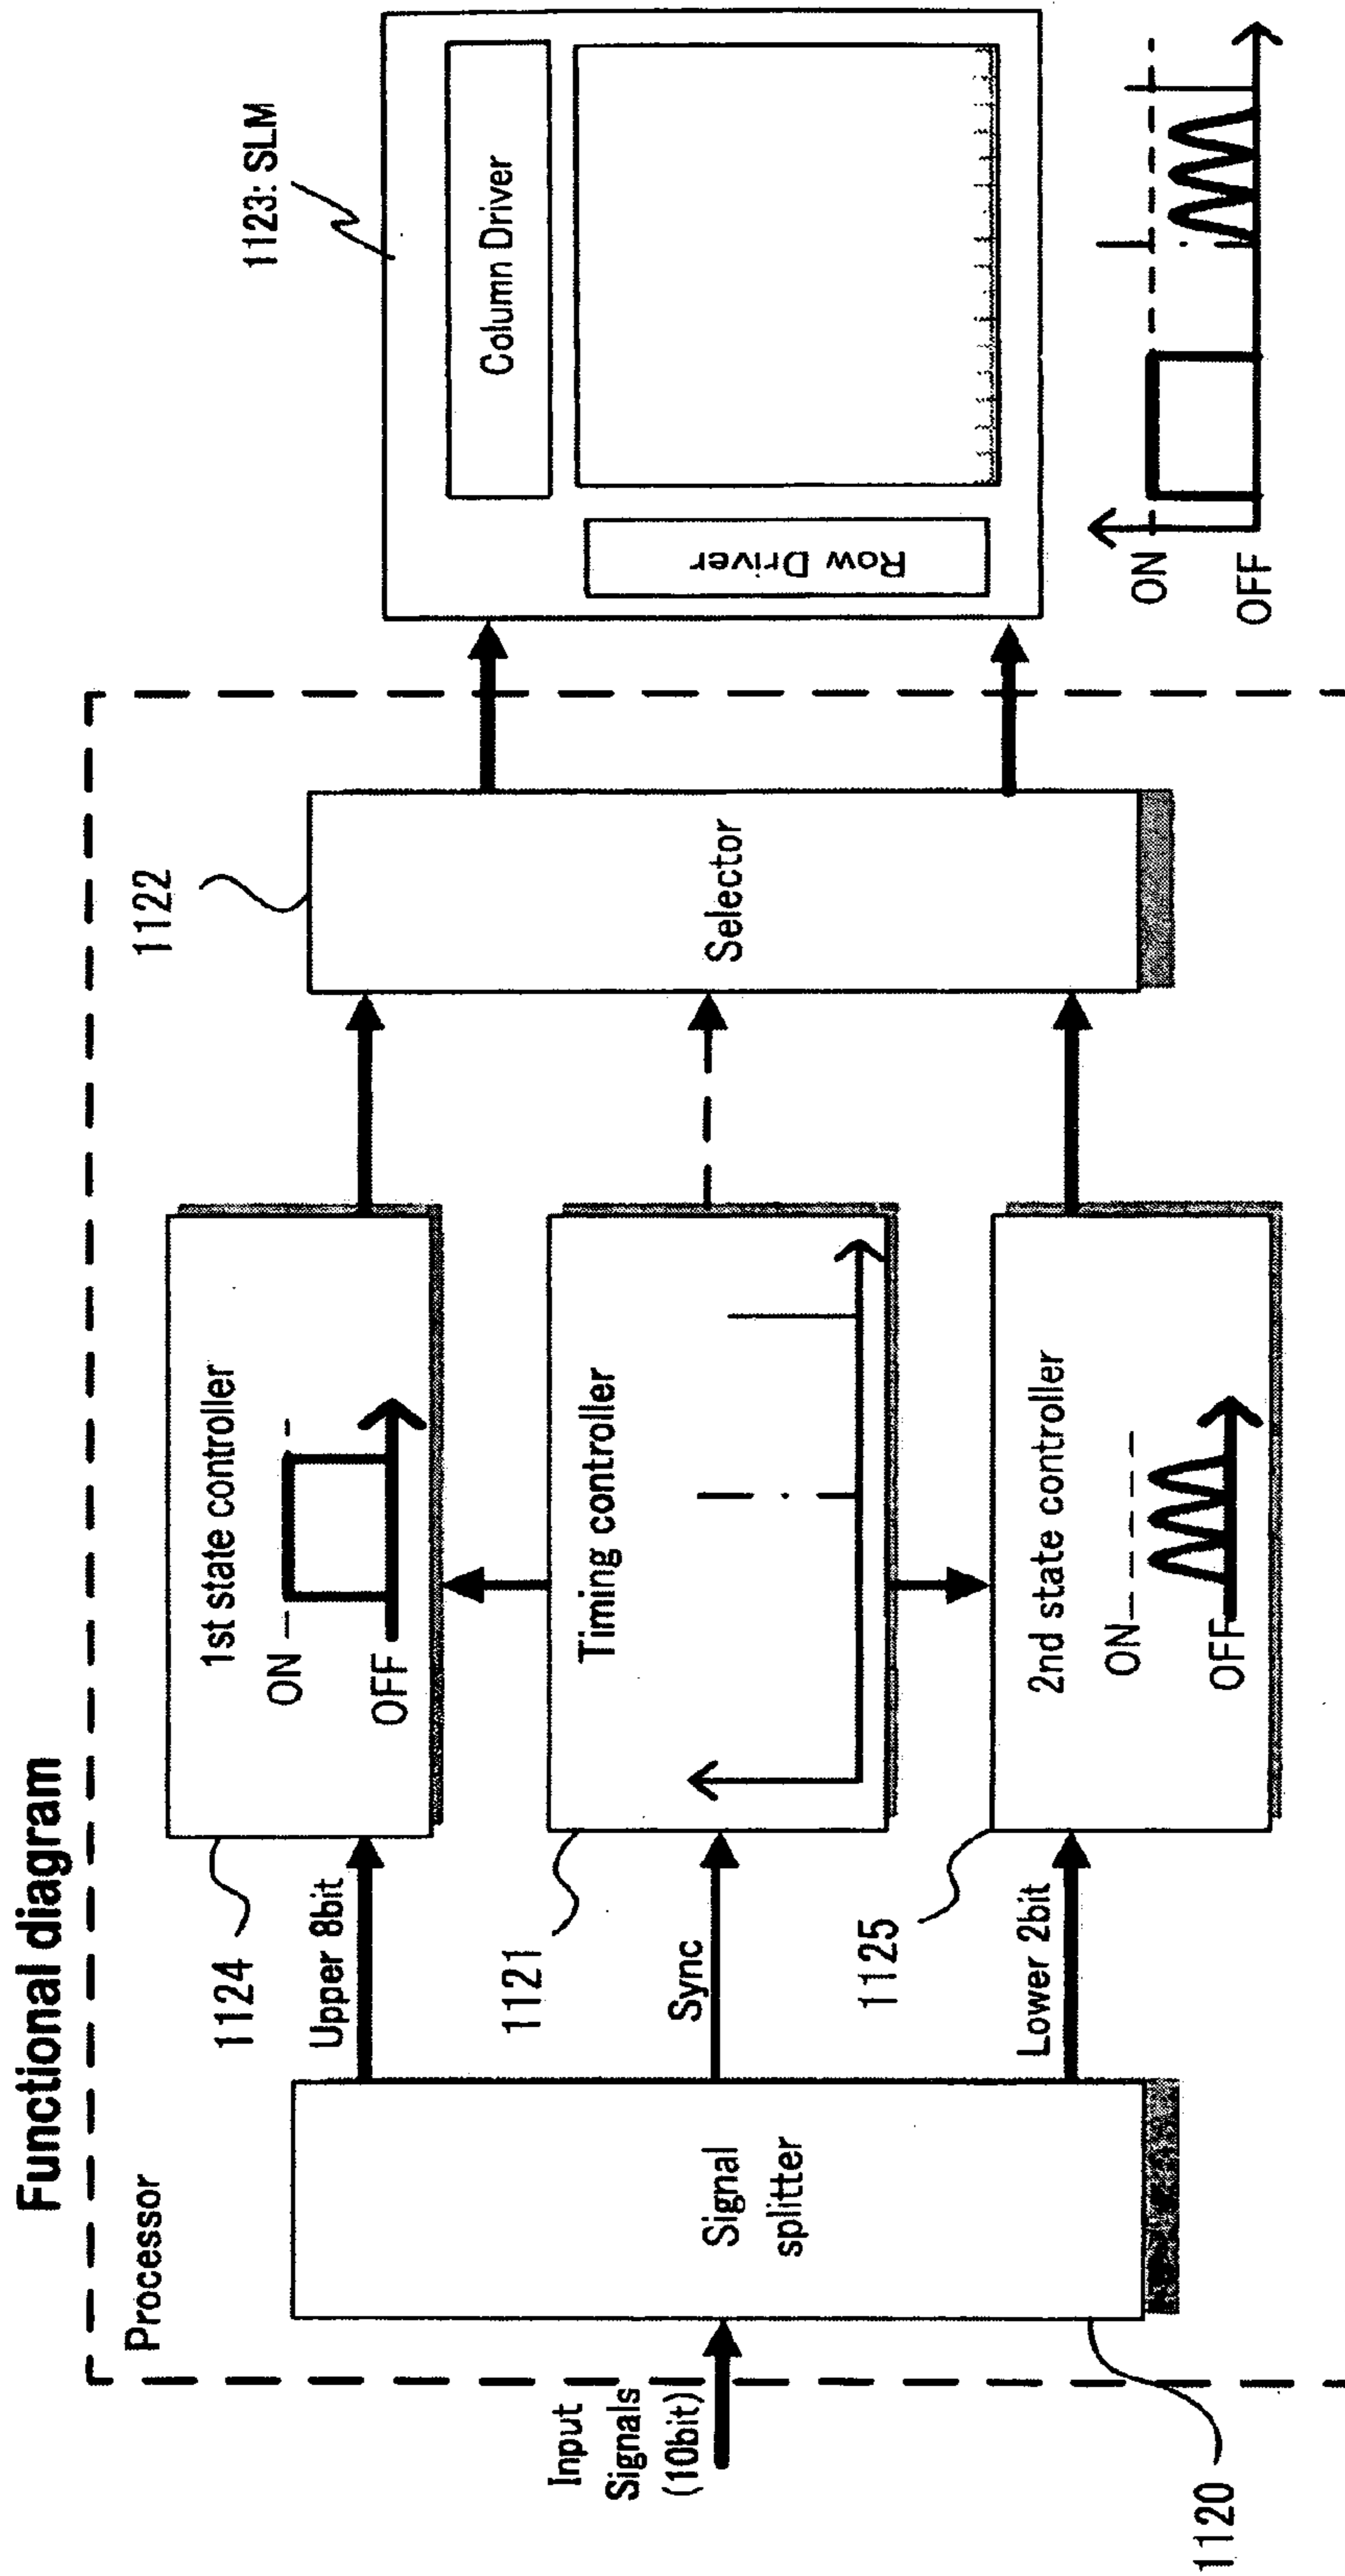 Functional diagram
Processor
Input
Signals
(10bit)
1120
Signal
splitter
Upper 8bit
Sync
Lower 2bit
1124
1121
1125
1st state controller
ON
OFF
Timing controller
2nd state controller
ON
OFF
1122
Selector
1123: SLM
Column Driver
Row Driver
ON
OFF